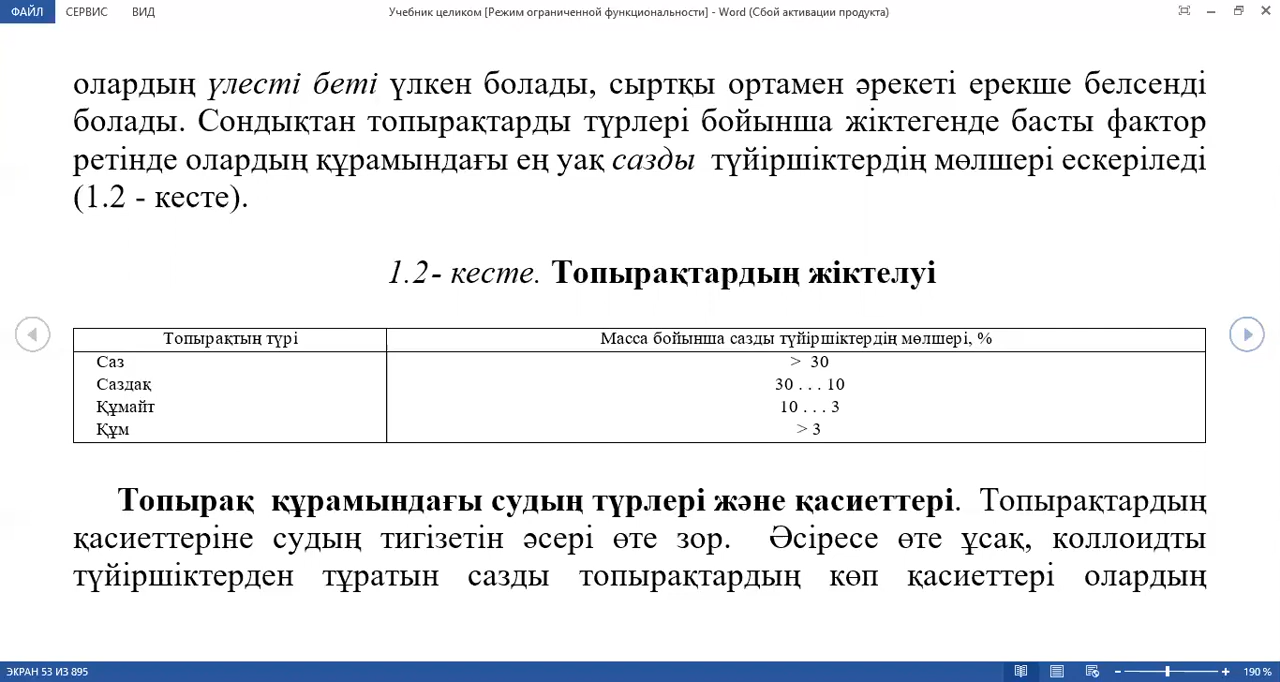 ФАЙЛ СЕРВИС ВИД Учебник целиком [Режим ограниченной функциональности] - Word (Сбой активации продукта)
олардың үлесті беті үлкен болады, сыртқы ортамен әрекеті ерекше белсенді
болады. Сондықтан топырақтарды түрлері бойынша жіктегенде басты фактор
ретінде олардың құрамындағы ең уақ сазды түйіршіктердің мөлшері ескеріледі
(1.2 - кесте).
1.2- кесте. Топырақтардың жіктелуі
Топырақтың түрі Масса бойынша сазды түйіршіктердің мөлшері, %
Саз > 30
Саздақ 30 . . . 10
Құмайт 10 . . . 3
Құм > 3
Топырақ құрамындағы судың түрлері және қасиеттері. Топырақтардың
қасиеттеріне судың тигізетін әсері өте зор. Әсіресе өте ұсақ, коллоидты
түйіршіктерден тұратын сазды топырақтардың көп қасиеттері олардың
ЭКРАН 53 ИЗ 895 190 %